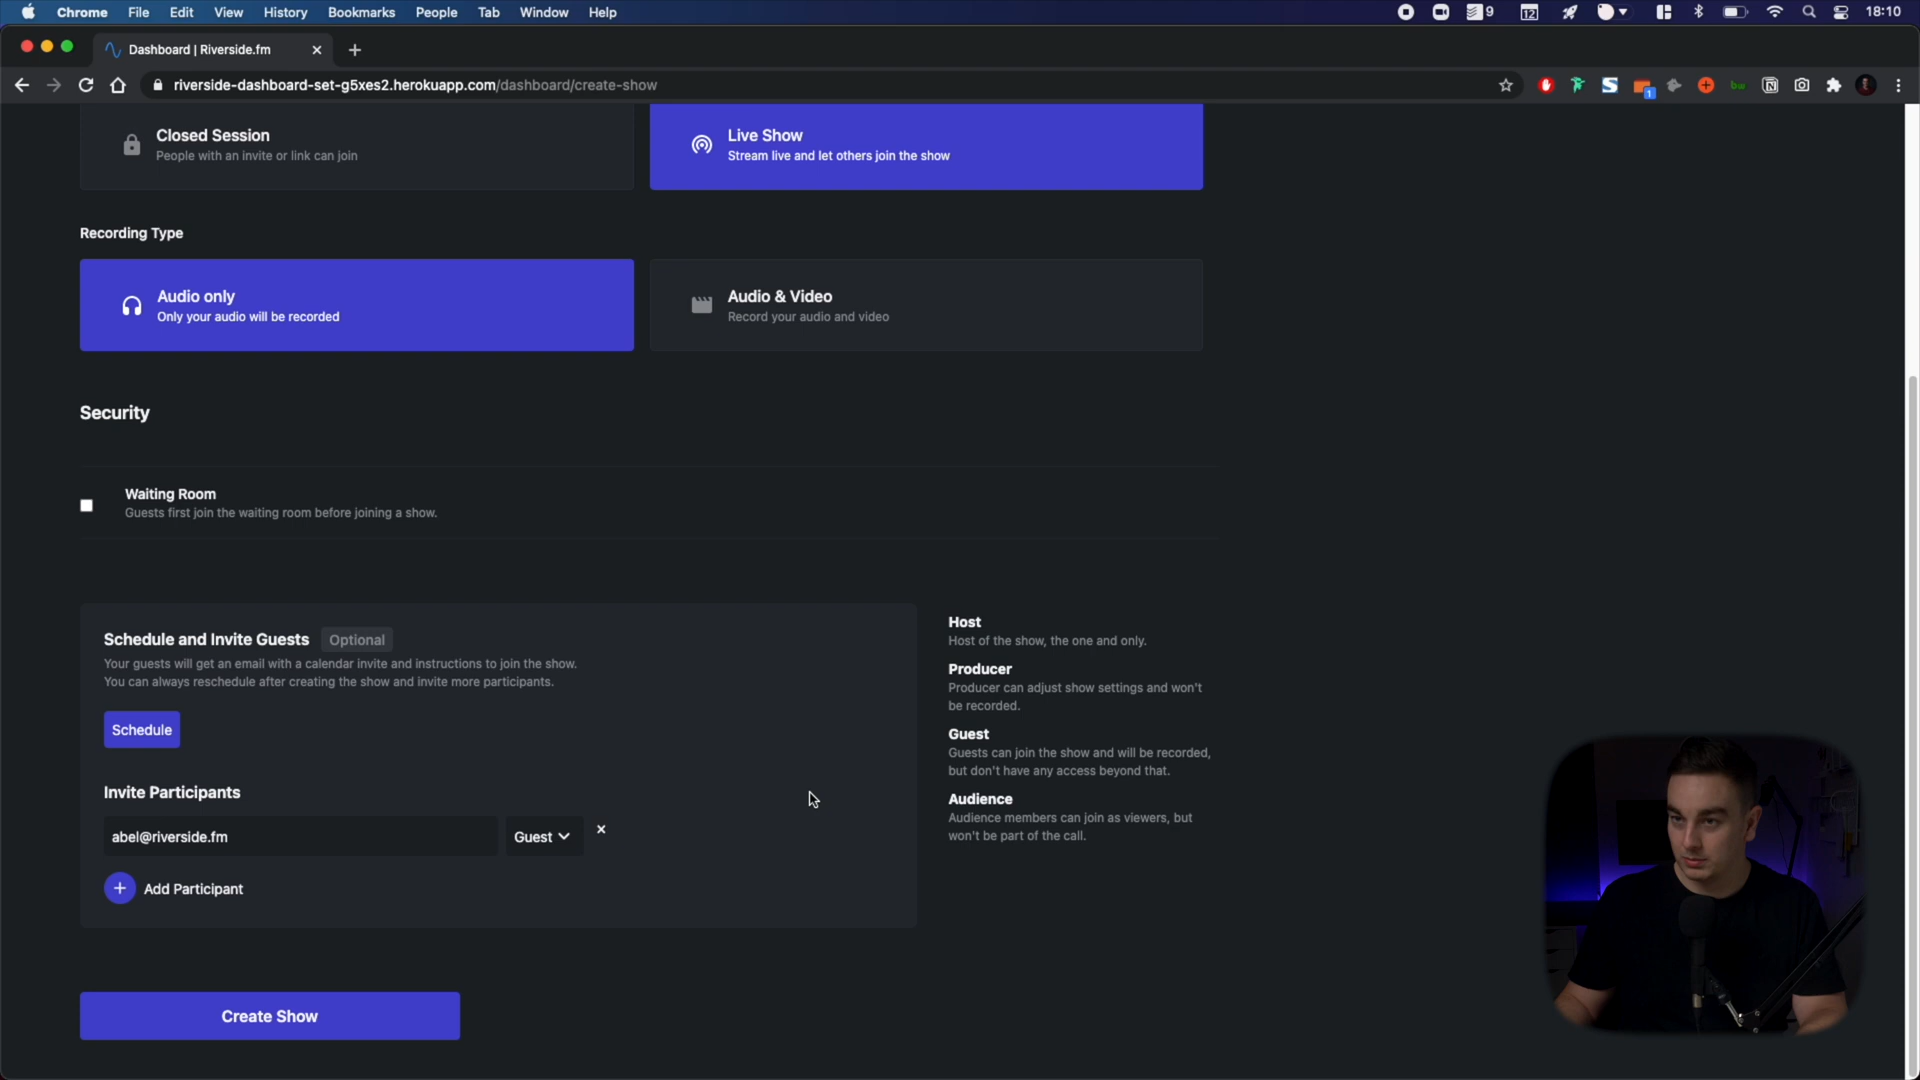 Chrome File Edit View History Bookmarks People Tab Window Help 9 12 18:10
Dashboard | Riverside.fm
riverside-dashboard-set-g5xes2.herokuapp.com/dashboard/create-show
1
Closed Session
People with an invite or link can join
Live Show
Stream live and let others join the show
Recording Type
Audio only
Only your audio will be recorded
Audio & Video
Record your audio and video
Security
Waiting Room
Guests first join the waiting room before joining a show.
Schedule and Invite Guests Optional
Your guests will get an email with a calendar invite and instructions to join the show.
You can always reschedule after creating the show and invite more participants.
Schedule
Invite Participants
abel@riverside.fm Guest
Add Participant
Host
Host of the show, the one and only.
Producer
Producer can adjust show settings and won't
be recorded.
Guest
Guests can join the show and will be recorded,
but don't have any access beyond that.
Audience
Audience members can join as viewers, but
won't be part of the call.
Create Show